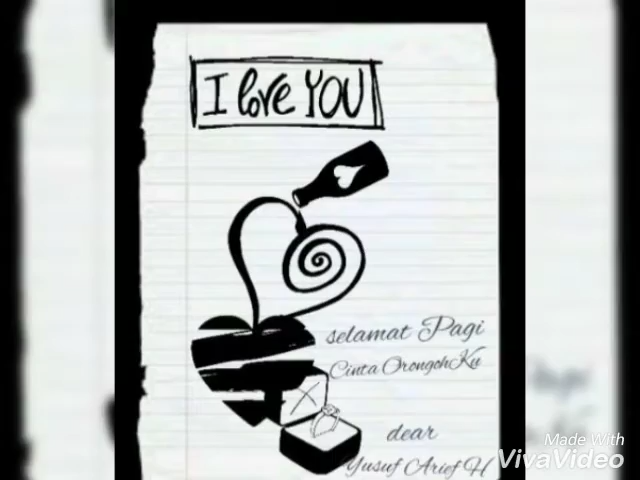 I love YOU
selamat Pagi
Cinta OrongohKu
dear
Yusuf Arief H
Made With
VivaVideo